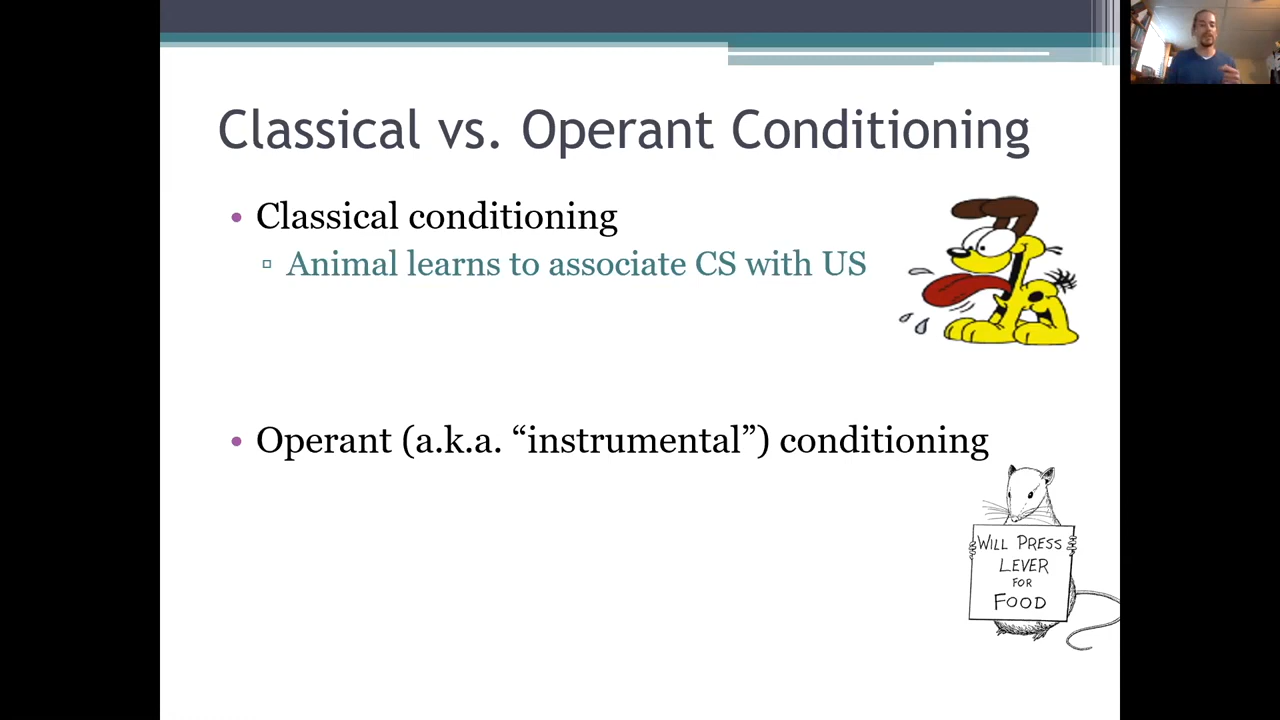 Classical vs. Operant Conditioning
• Classical conditioning
▫ Animal learns to associate CS with US
• Operant (a.k.a. “instrumental”) conditioning
WILL PRESS
LEVER
FOR
FOOD